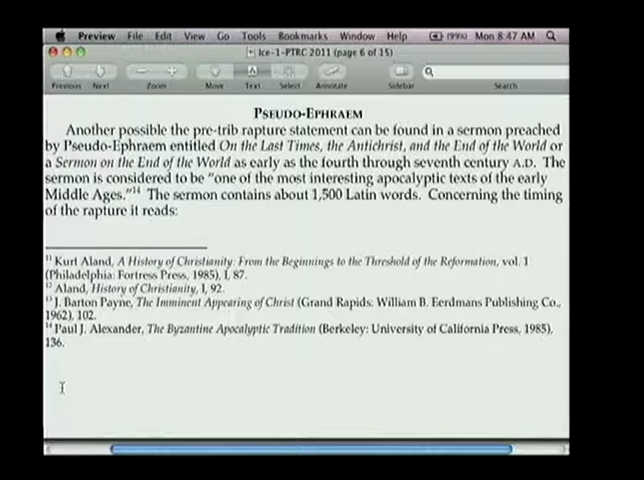 Preview File Edit View Go Tools Bookmarks Window Help (99%) Mon 8:47 AM
Ice-1-PTRC 2011 (page 6 of 15)
Previous Next Zoom Move Text Select Annotate Sidebar Search
PSEUDO-EPHRAEM
Another possible the pre-trib rapture statement can be found in a sermon preached
by Pseudo-Ephraem entitled On the Last Times, the Antichrist, and the End of the World or
a Sermon on the End of the World as early as the fourth through seventh century A.D. The
sermon is considered to be "one of the most interesting apocalyptic texts of the early
Middle Ages."14 The sermon contains about 1,500 Latin words. Concerning the timing
of the rapture it reads:
11 Kurt Aland, A History of Christianity: From the Beginnings to the Threshold of the Reformation, vol. 1
(Philadelphia: Fortress Press, 1985), I, 87.
12 Aland, History of Christianity, I, 92.
13 J. Barton Payne, The Imminent Appearing of Christ (Grand Rapids: William B. Eerdmans Publishing Co.,
1962), 102.
14 Paul J. Alexander, The Byzantine Apocalyptic Tradition (Berkeley: University of California Press, 1985),
136.